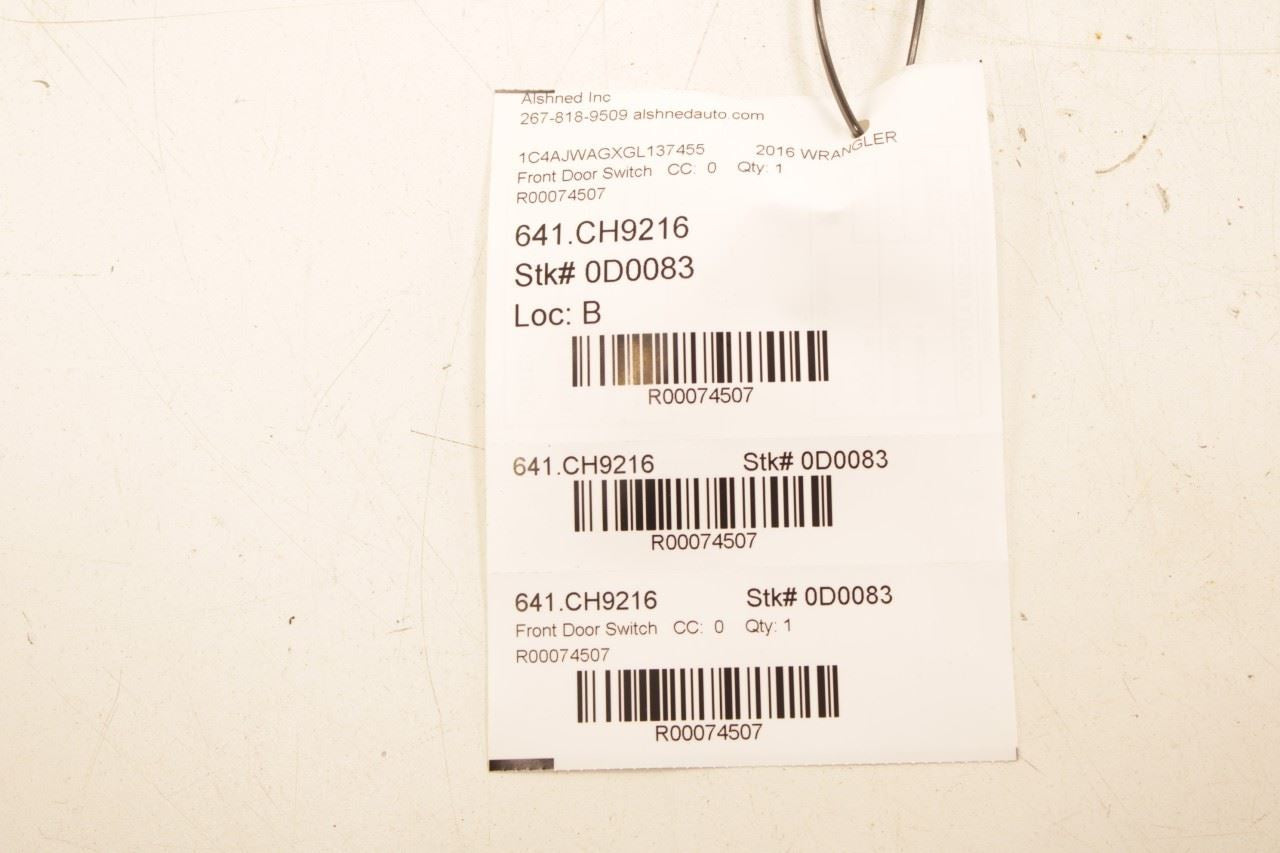 Alshned Inc
267-818-9509 alshnedauto.com
1C4AJWAGXGL137455 2016 WRANGLER
Front Door Switch CC: 0 Qty: 1
R00074507
641.CH9216
Stk# 0D0083
Loc: B
R00074507
641.CH9216 Stk# 0D0083
R00074507
641.CH9216 Stk# 0D0083
Front Door Switch CC: 0 Qty: 1
R00074507
R00074507